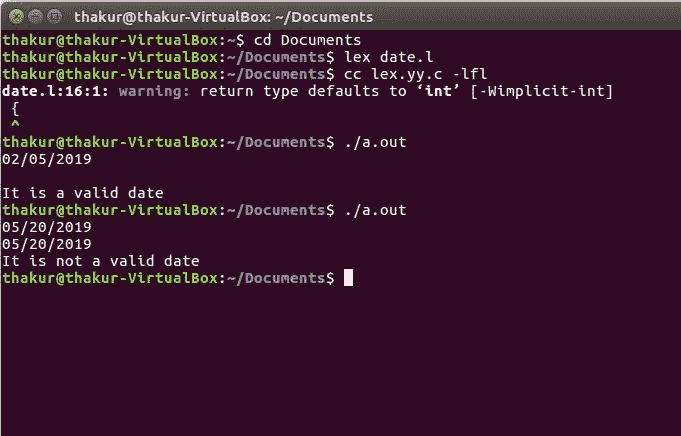 thakur@thakur-VirtualBox: ~/Documents
thakur@thakur-VirtualBox:~$ cd Documents
thakur@thakur-VirtualBox:~/Documents$ lex date.l
thakur@thakur-VirtualBox:~/Documents$ cc lex.yy.c -lfl
date.l:16:1: warning: return type defaults to ‘int’ [-Wimplicit-int]
 {
 ^
thakur@thakur-VirtualBox:~/Documents$ ./a.out
02/05/2019

It is a valid date
thakur@thakur-VirtualBox:~/Documents$ ./a.out
05/20/2019
05/20/2019
It is not a valid date
thakur@thakur-VirtualBox:~/Documents$